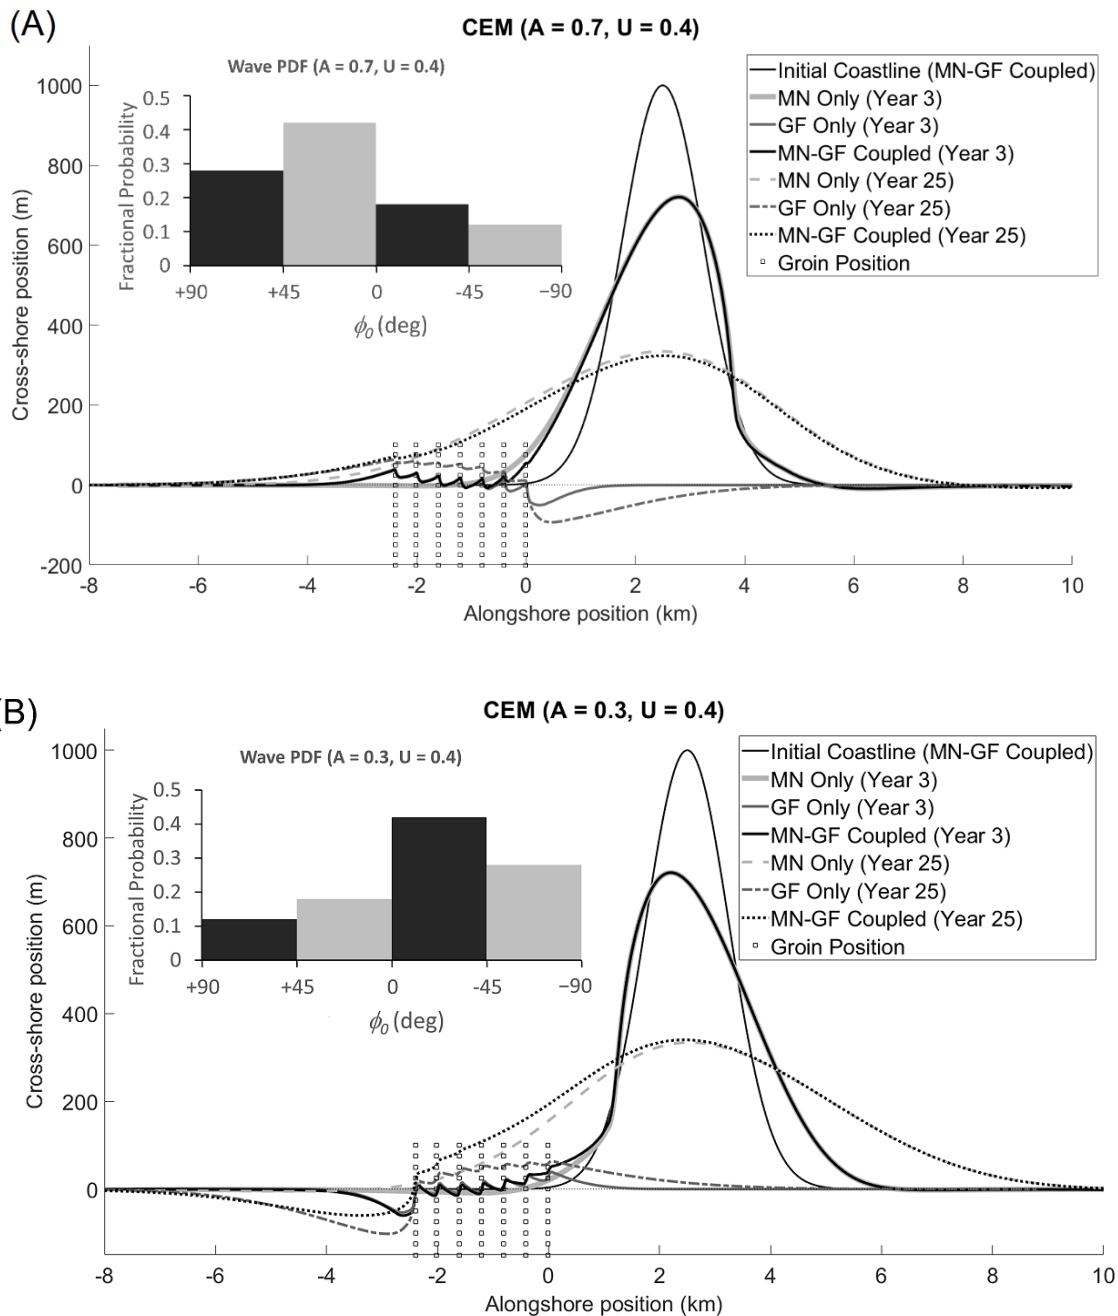 (A)
CEM (A = 0.7, U = 0.4)
Wave PDF (A = 0.7, U = 0.4)
Fractional Probability
0.5
0.4
0.3
0.2
0.1
0
+90
+45
0
-45
−90
ϕ0 (deg)
Initial Coastline (MN-GF Coupled)
MN Only (Year 3)
GF Only (Year 3)
MN-GF Coupled (Year 3)
MN Only (Year 25)
GF Only (Year 25)
MN-GF Coupled (Year 25)
Groin Position
Cross-shore position (m)
1000
800
600
400
200
0
-200
-8
-6
-4
-2
0
2
4
6
8
10
Alongshore position (km)
(B)
CEM (A = 0.3, U = 0.4)
Wave PDF (A = 0.3, U = 0.4)
Fractional Probability
0.5
0.4
0.3
0.2
0.1
0
+90
+45
0
-45
−90
ϕ0 (deg)
Initial Coastline (MN-GF Coupled)
MN Only (Year 3)
GF Only (Year 3)
MN-GF Coupled (Year 3)
MN Only (Year 25)
GF Only (Year 25)
MN-GF Coupled (Year 25)
Groin Position
Cross-shore position (m)
1000
800
600
400
200
0
-8
-6
-4
-2
0
2
4
6
8
10
Alongshore position (km)